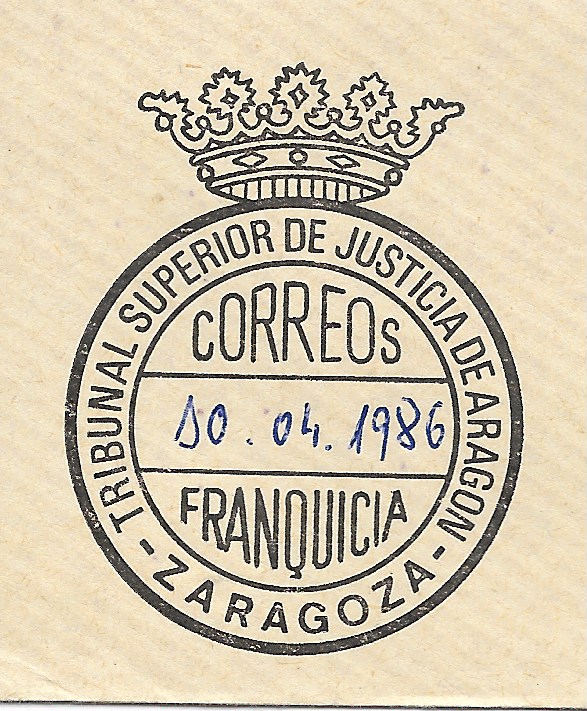 TRIBUNAL SUPERIOR DE JUSTICIA DE ARAGON
CORREOS
10.04.1986
FRANQUICIA
- ZARAGOZA -